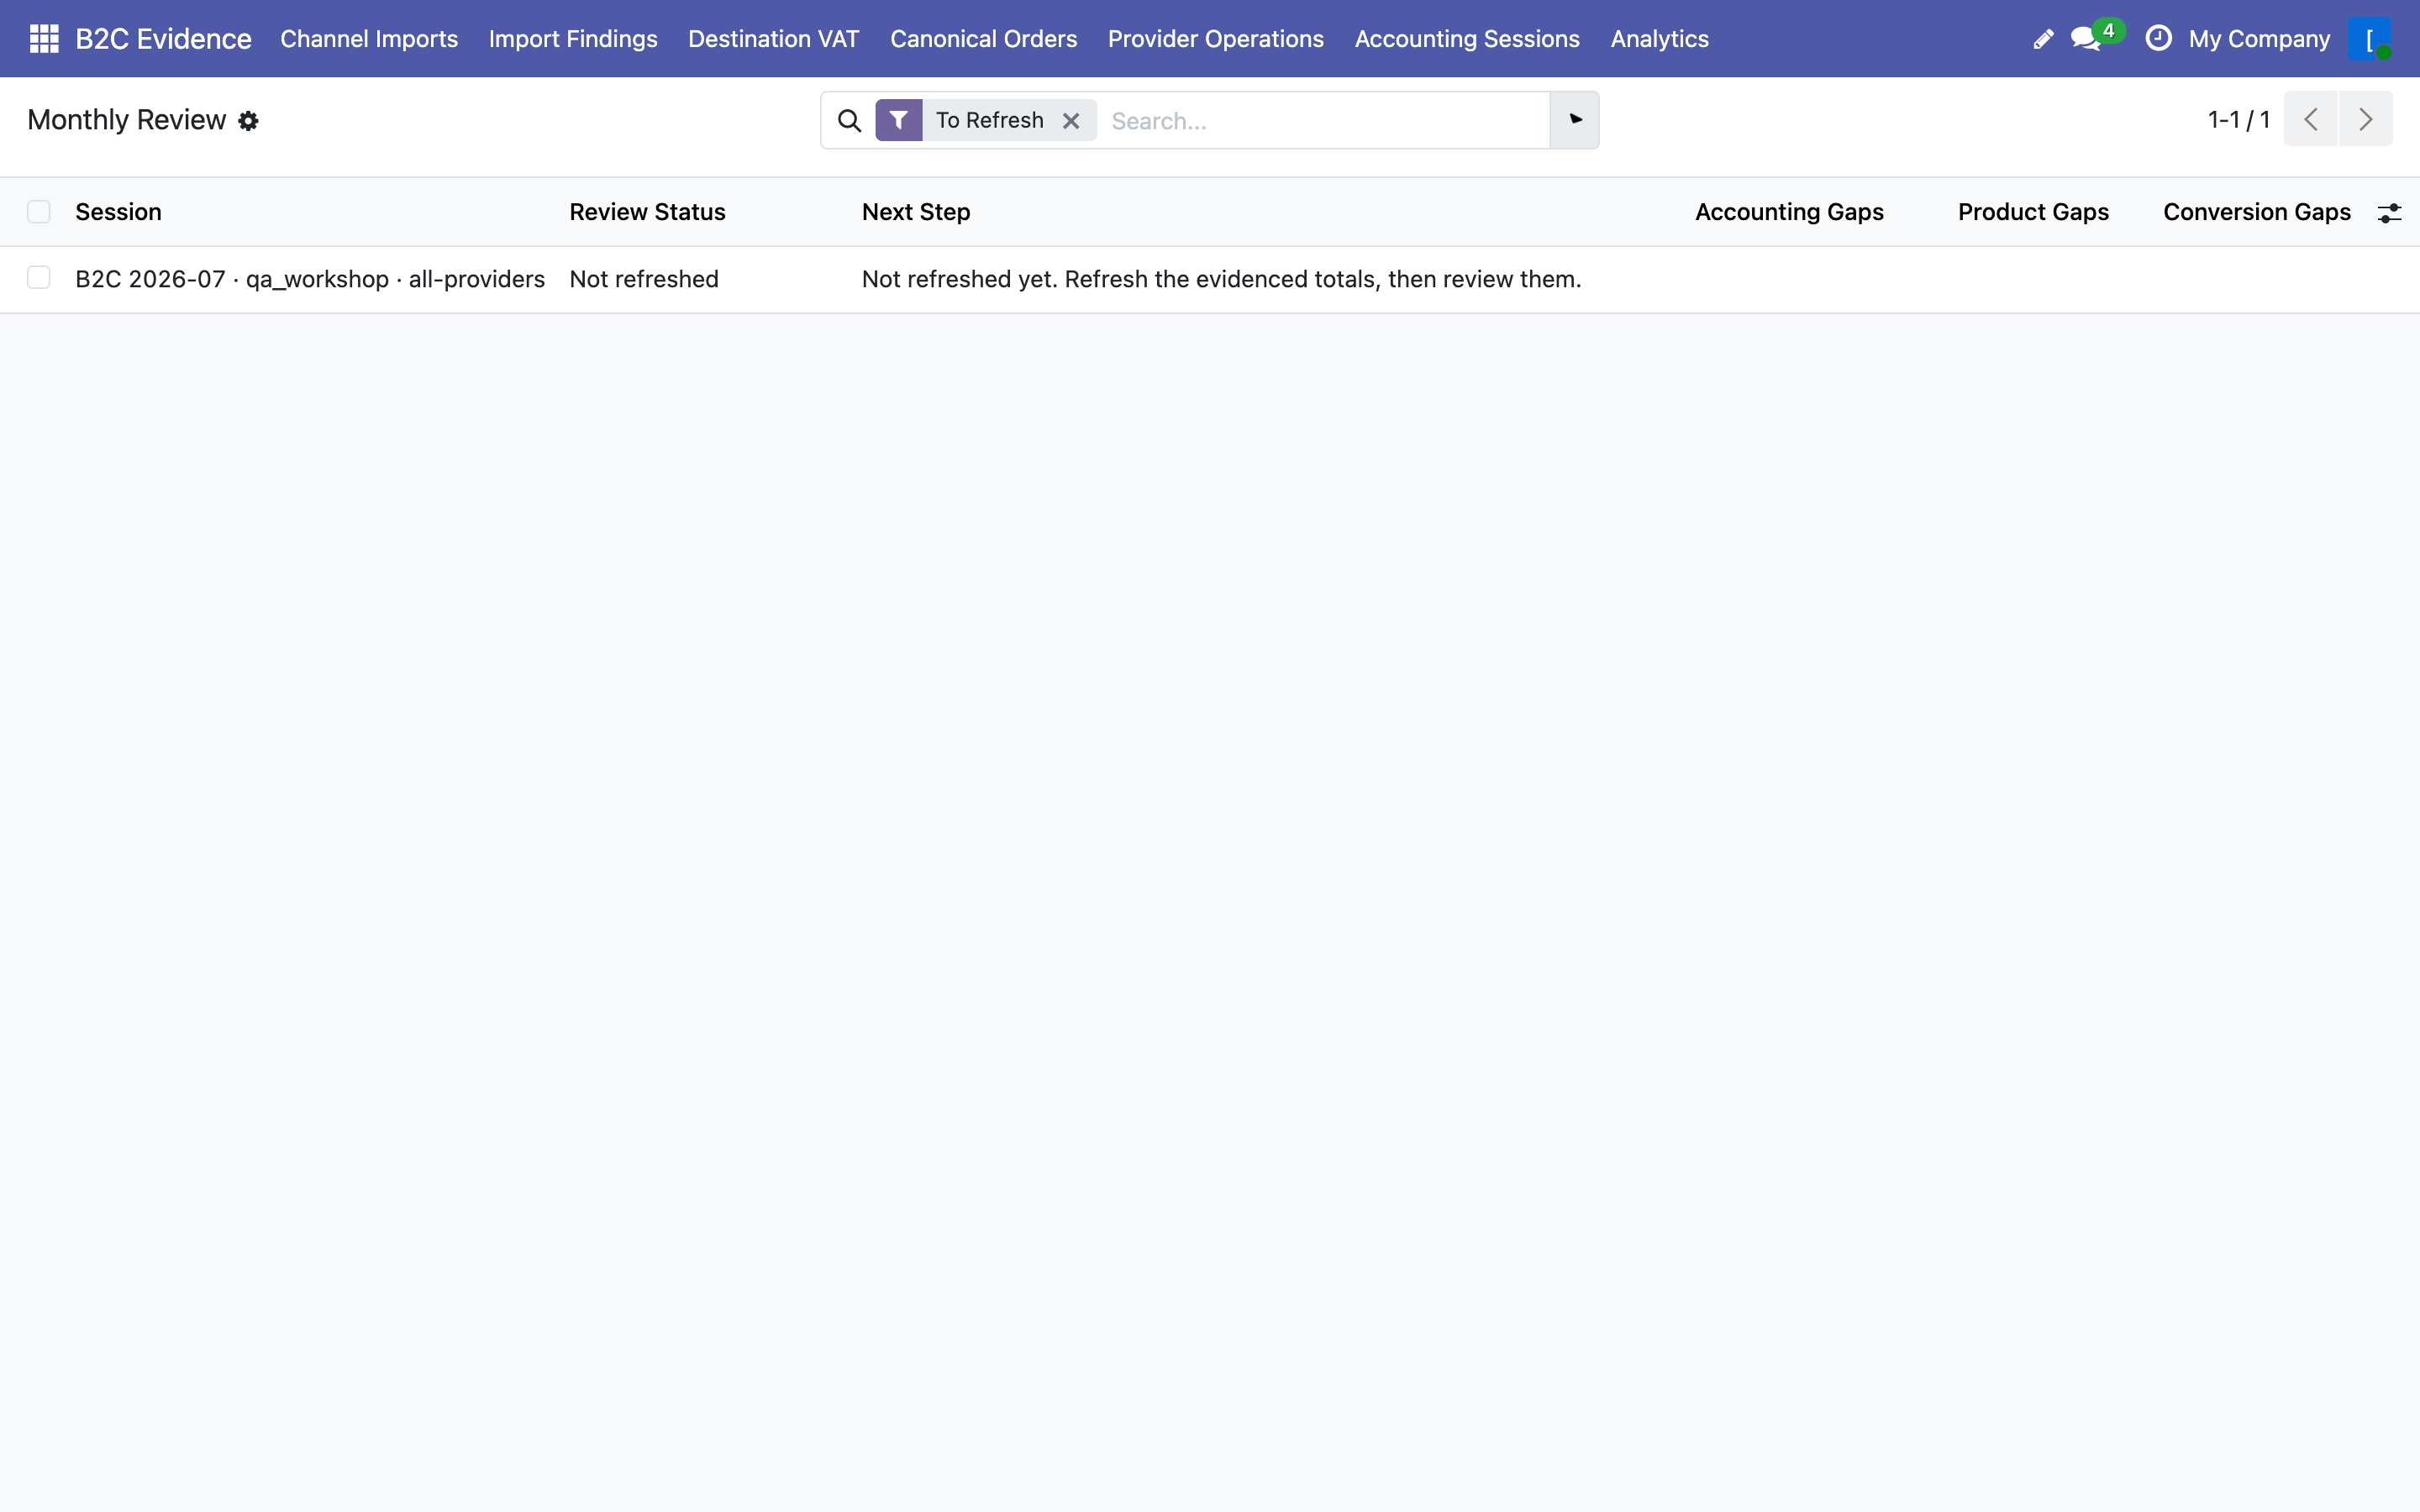 B2C Evidence Channel Imports Import Findings Destination VAT Canonical Orders Provider Operations Accounting Sessions Analytics 4 My Company [
Monthly Review To Refresh Search... 1-1 / 1
Session Review Status Next Step Accounting Gaps Product Gaps Conversion Gaps
B2C 2026-07 · qa_workshop · all-providers Not refreshed Not refreshed yet. Refresh the evidenced totals, then review them.